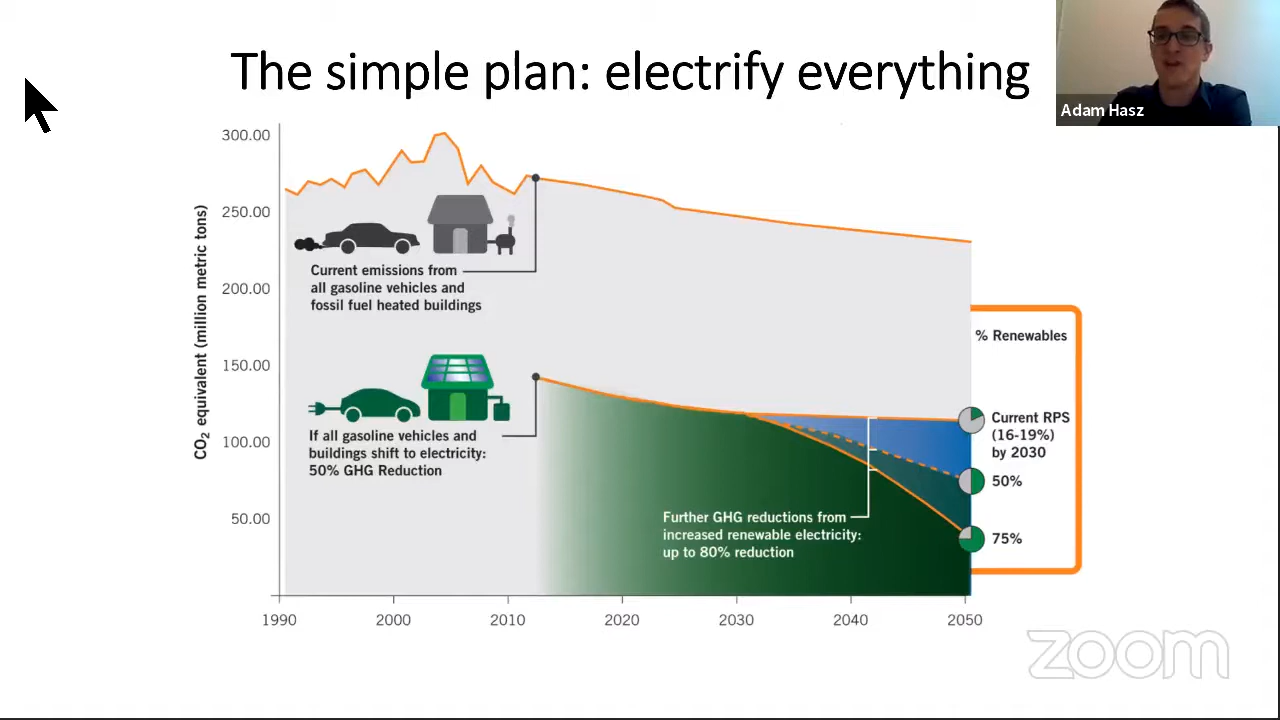 The simple plan: electrify everything
Adam Hasz
300.00
250.00
200.00
150.00
100.00
50.00
CO2 equivalent (million metric tons)
Current emissions from
all gasoline vehicles and
fossil fuel heated buildings
If all gasoline vehicles and
buildings shift to electricity:
50% GHG Reduction
Further GHG reductions from
increased renewable electricity:
up to 80% reduction
% Renewables
Current RPS
(16-19%)
by 2030
50%
75%
1990
2000
2010
2020
2030
2040
2050
zoom